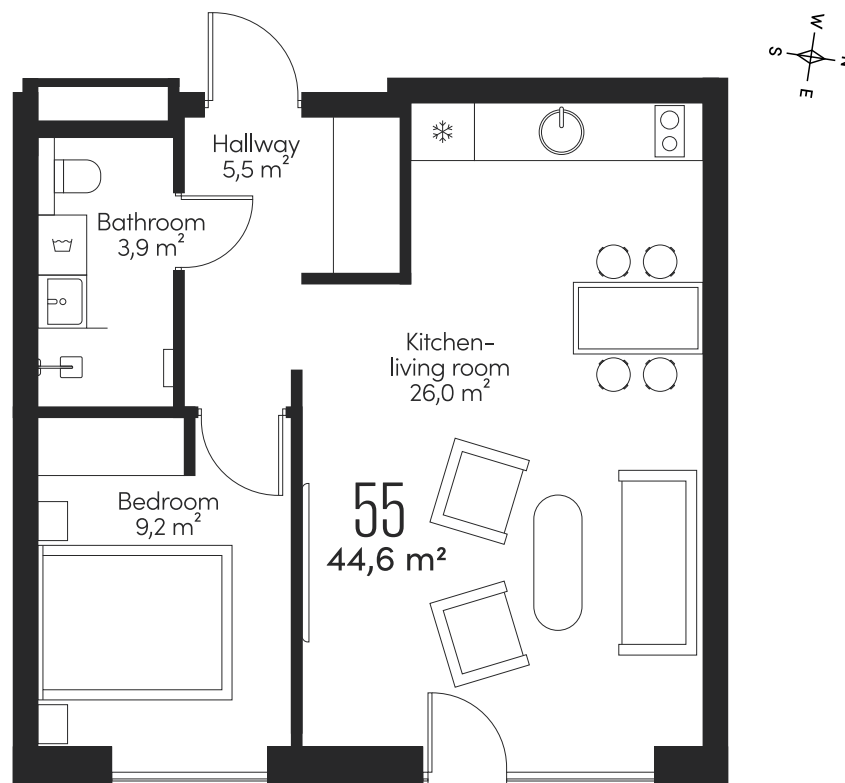 W
S
N
E
Hallway
5,5 m²
Bathroom
3,9 m²
Kitchen-
living room
26,0 m²
Bedroom
9,2 m²
55
44,6 m²